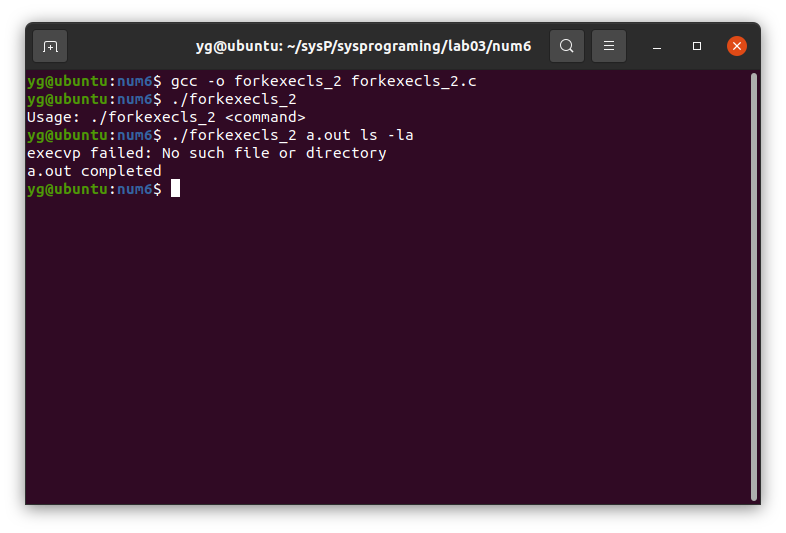 yg@ubuntu: ~/sysP/sysprograming/lab03/num6
yg@ubuntu:num6$ gcc -o forkexecls_2 forkexecls_2.c
yg@ubuntu:num6$ ./forkexecls_2
Usage: ./forkexecls_2 <command>
yg@ubuntu:num6$ ./forkexecls_2 a.out ls -la
execvp failed: No such file or directory
a.out completed
yg@ubuntu:num6$